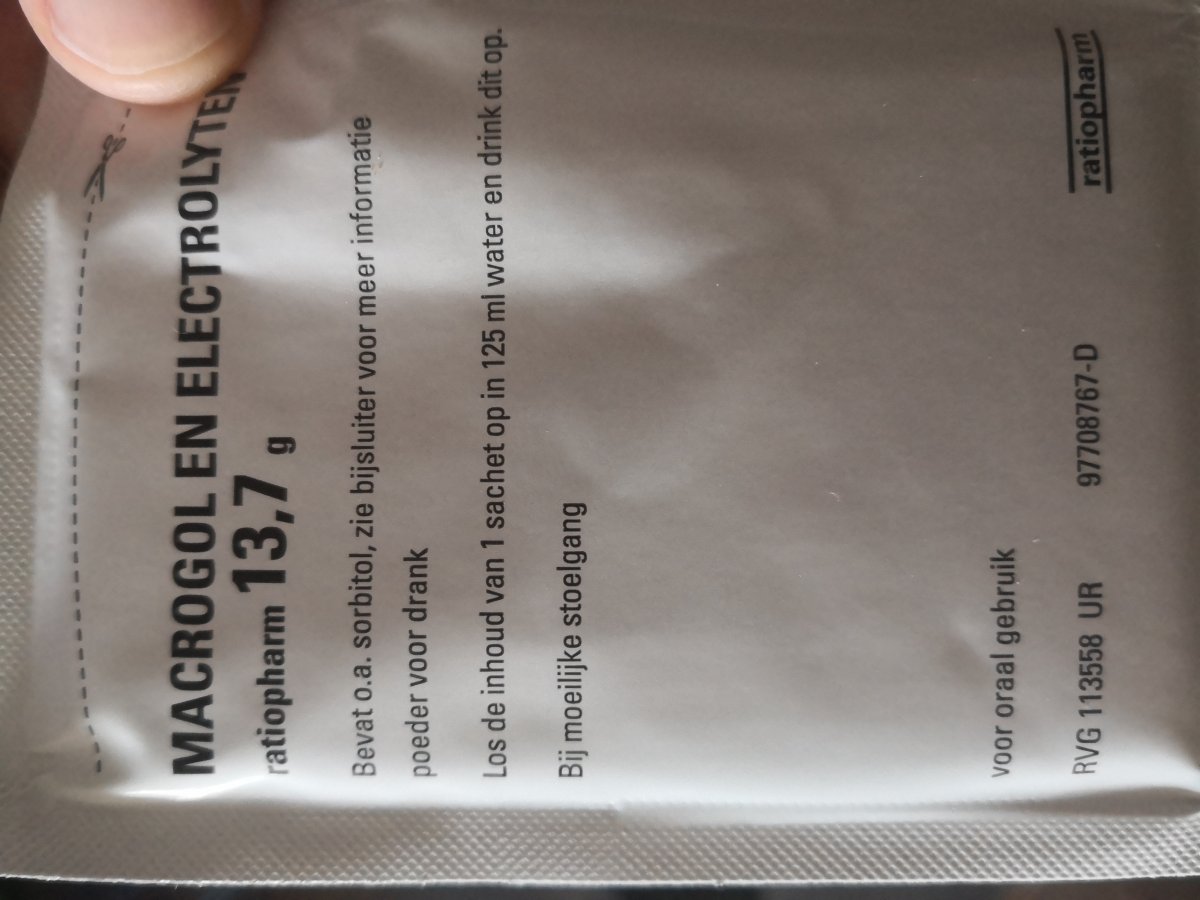 MACROGOL EN ELECTROLYTEN
ratiopharm 13,7 g
Bevat o.a. sorbitol, zie bijsluiter voor meer informatie
poeder voor drank
Los de inhoud van 1 sachet op in 125 ml water en drink dit op.
Bij moeilijke stoelgang
voor oraal gebruik
RVG 113558 UR 97708767-D
ratiopharm